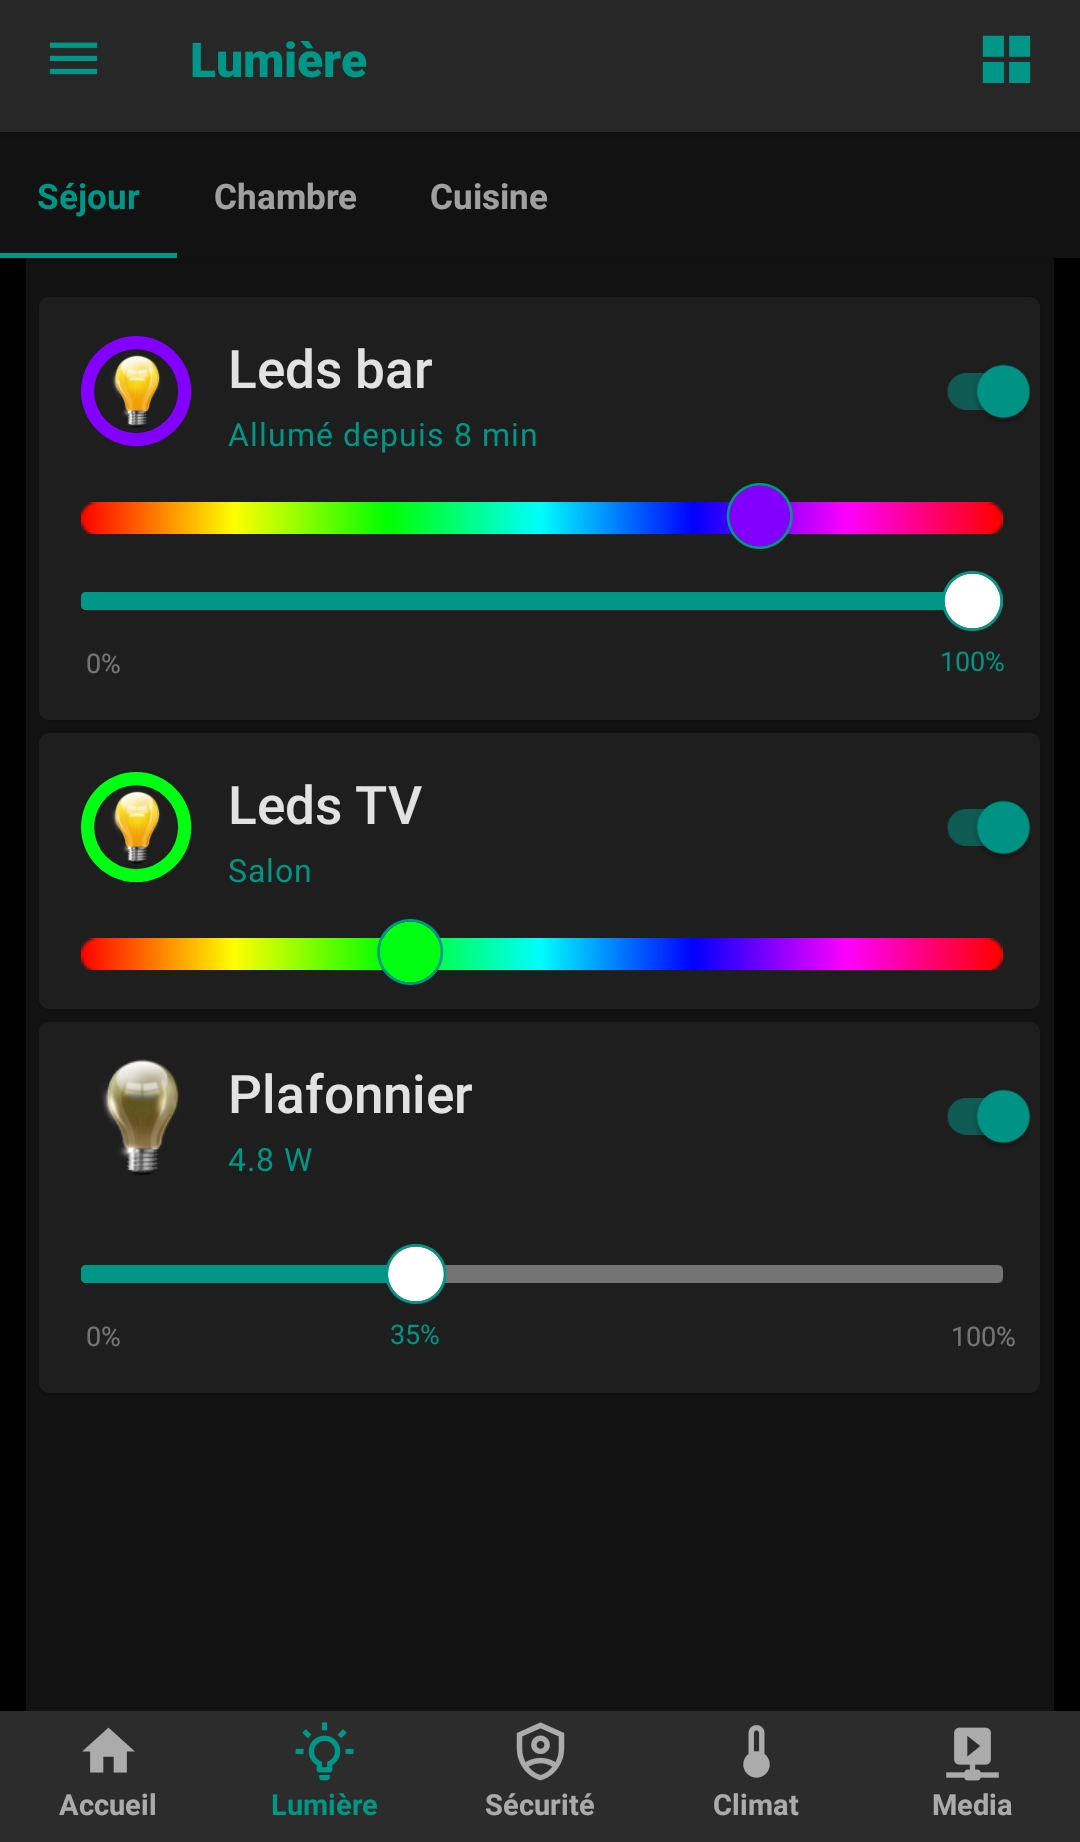 Lumière
Séjour Chambre Cuisine
Leds bar
Allumé depuis 8 min
0% 100%
Leds TV
Salon
Plafonnier
4.8 W
0% 35% 100%
Accueil Lumière Sécurité Climat Media